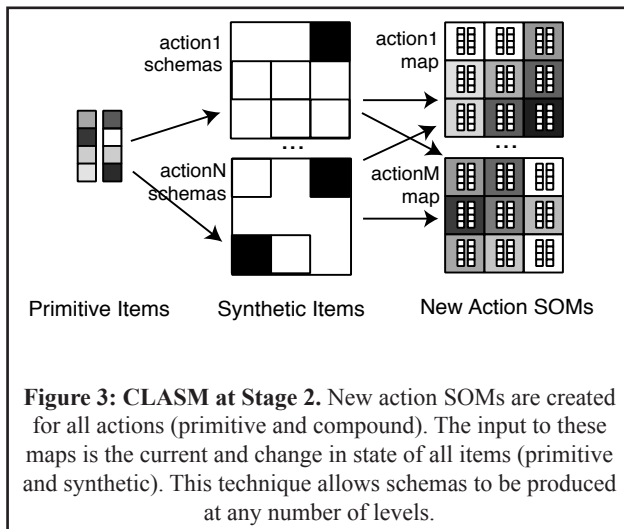 action1
schemas
action1
map
...
...
actionN
schemas
actionM
map
Primitive Items
Synthetic Items
New Action SOMs
Figure 3: CLASM at Stage 2. New action SOMs are created
for all actions (primitive and compound). The input to these
maps is the current and change in state of all items (primitive
and synthetic). This technique allows schemas to be produced
at any number of levels.